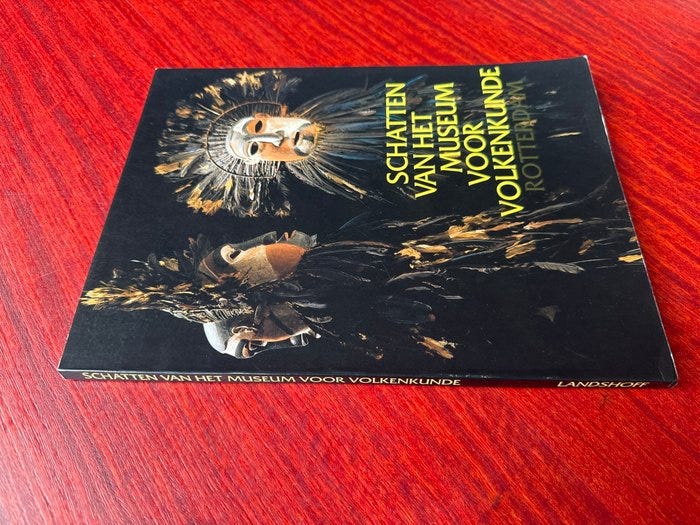 SCHATTEN
VAN HET
MUSEUM
VOOR
VOLKENKUNDE
ROTTERDAM
SCHATTEN VAN HET MUSEUM VOOR VOLKENKUNDE
LANDSHOFF